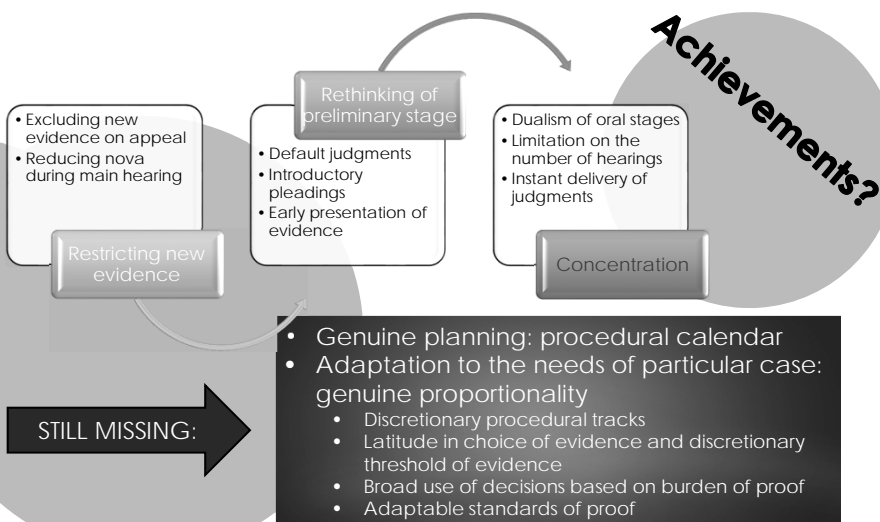 Achievements?
• Excluding new
evidence on appeal
• Reducing nova
during main hearing
Restricting new
evidence
Rethinking of
preliminary stage
• Default judgments
• Introductory
pleadings
• Early presentation of
evidence
• Dualism of oral stages
• Limitation on the
number of hearings
• Instant delivery of
judgments
Concentration
STILL MISSING:
• Genuine planning: procedural calendar
• Adaptation to the needs of particular case:
genuine proportionality
• Discretionary procedural tracks
• Latitude in choice of evidence and discretionary
threshold of evidence
• Broad use of decisions based on burden of proof
• Adaptable standards of proof